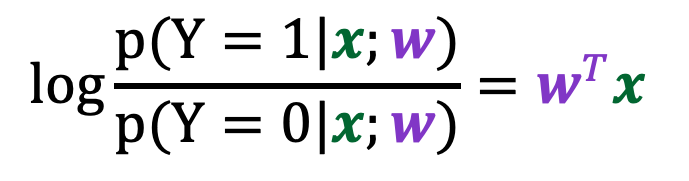 log p(Y = 1|x; w) / p(Y = 0|x; w) = w^T x